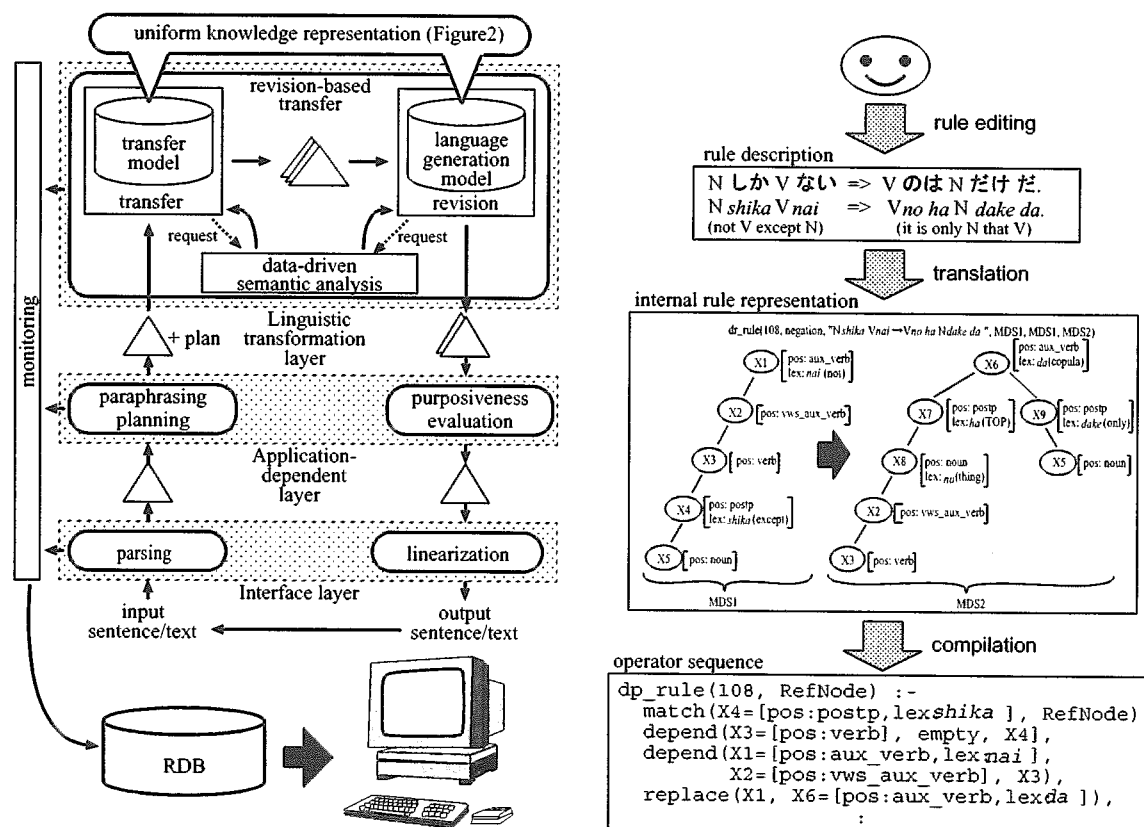 uniform knowledge representation (Figure2)
revision-based
transfer
transfer
model
transfer
language
generation
model
revision
request
request
data-driven
semantic analysis
monitoring
+ plan
Linguistic
transformation
layer
paraphrasing
planning
purposiveness
evaluation
Application-
dependent
layer
parsing
linearization
Interface layer
input
sentence/text
output
sentence/text
RDB
rule editing
rule description
N しか V ない => V のは N だけ だ.
N shika V nai => V no ha N dake da.
(not V except N) (it is only N that V)
translation
internal rule representation
dr_rule(108, negation, "N shika V nai → V no ha N dake da ", MDS1, MDS1, MDS2)
X1 [pos: aux_verb
lex: nai (not)]
X2 [pos: vws_aux_verb]
X3 [pos: verb]
X4 [pos: postp
lex: shika (except)]
X5 [pos: noun]
MDS1
X6 [pos: aux_verb
lex: da (copula)]
X7 [pos: postp
lex: ha (TOP)]
X9 [pos: postp
lex: dake (only)]
X8 [pos: noun
lex: no (thing)]
X5 [pos: noun]
X2 [pos: vws_aux_verb]
X3 [pos: verb]
MDS2
compilation
operator sequence
dp_rule(108, RefNode) :-
match(X4=[pos:postp,lexshika ], RefNode)
depend(X3=[pos:verb], empty, X4],
depend(X1=[pos:aux_verb,lexnai],
X2=[pos:vws_aux_verb], X3),
replace(X1, X6=[pos:aux_verb,lexda ]),
: